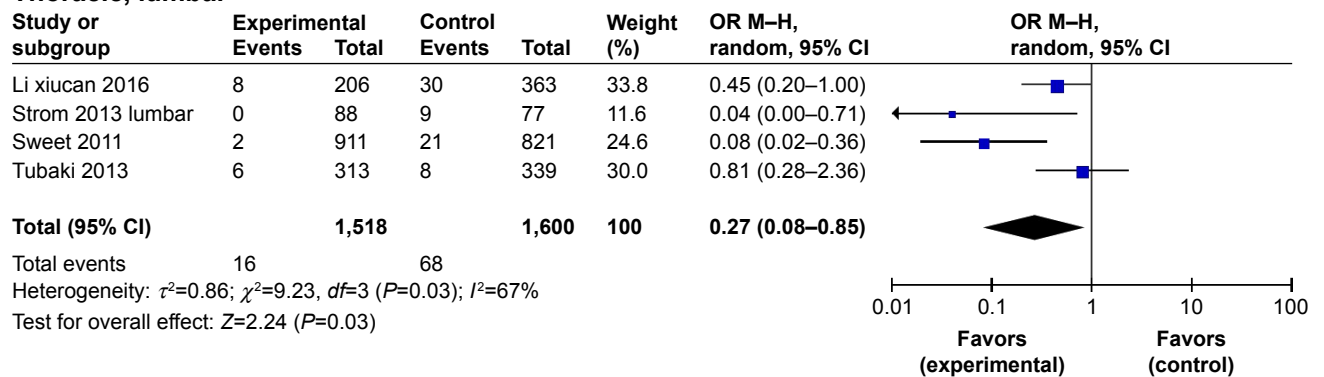 Study or subgroup Experimental Control Weight (%) OR M–H, random, 95% CI OR M–H, random, 95% CI
Events Total Events Total
Li xiucan 2016 8 206 30 363 33.8 0.45 (0.20–1.00)
Strom 2013 lumbar 0 88 9 77 11.6 0.04 (0.00–0.71)
Sweet 2011 2 911 21 821 24.6 0.08 (0.02–0.36)
Tubaki 2013 6 313 8 339 30.0 0.81 (0.28–2.36)
Total (95% CI) 1,518 1,600 100 0.27 (0.08–0.85)
Total events 16 68
Heterogeneity: τ²=0.86; χ²=9.23, df=3 (P=0.03); I²=67%
Test for overall effect: Z=2.24 (P=0.03)
0.01 0.1 1 10 100
Favors (experimental) Favors (control)